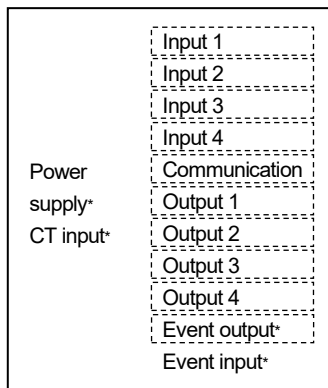 Input 1
Input 2
Input 3
Input 4
Power
supply*
CT input*
Communication
Output 1
Output 2
Output 3
Output 4
Event output*
Event input*